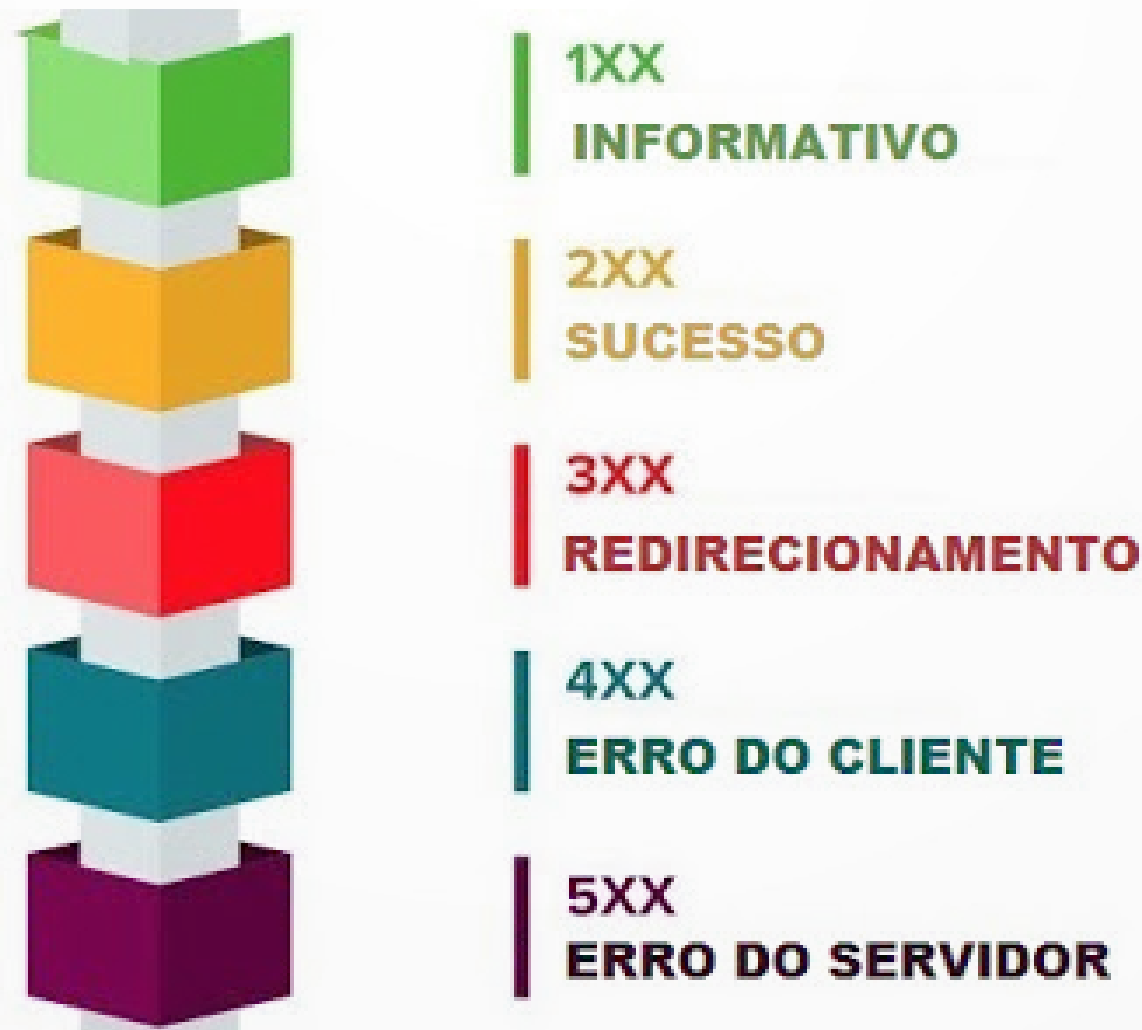 1XX
INFORMATIVO
2XX
SUCESSO
3XX
REDIRECIONAMENTO
4XX
ERRO DO CLIENTE
5XX
ERRO DO SERVIDOR